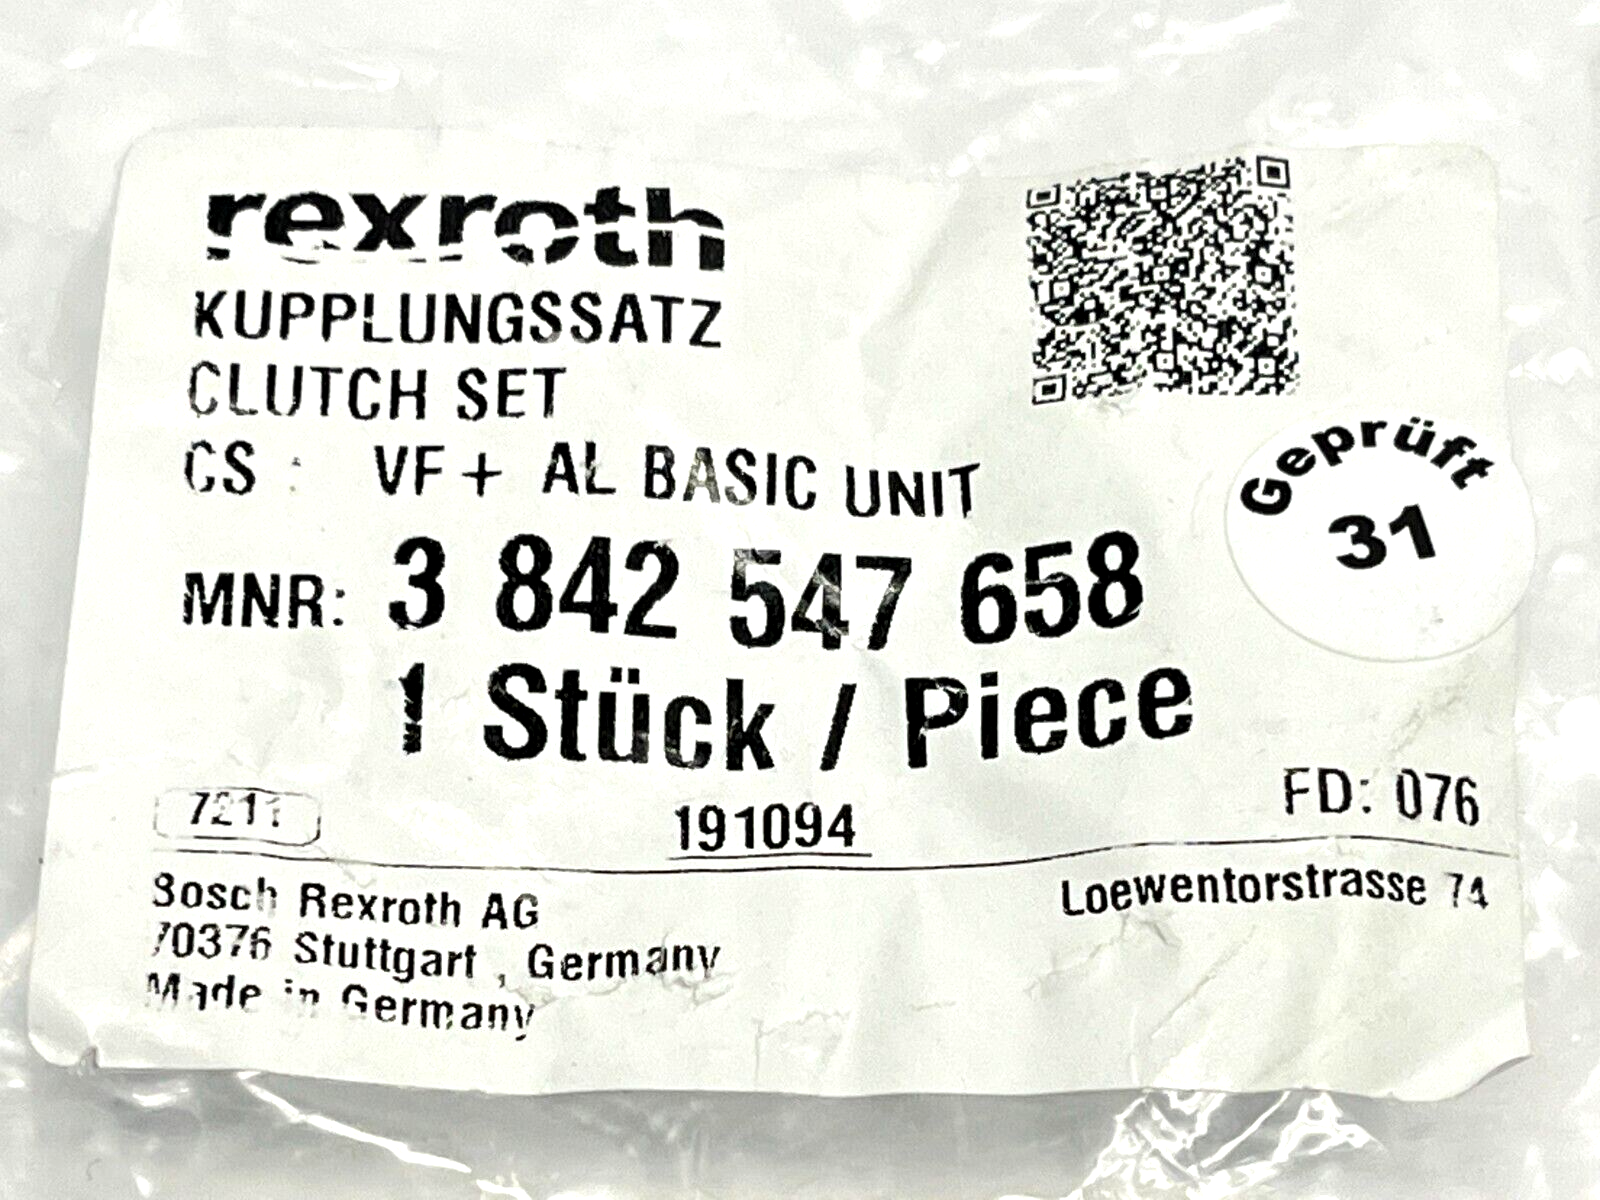 rexroth
KUPPLUNGSSATZ
CLUTCH SET
CS : VF + AL BASIC UNIT
Geprüft
31
MNR: 3 842 547 658
1 Stück / Piece
7211
191094
FD: 076
Bosch Rexroth AG
Loewentorstrasse 74
70376 Stuttgart , Germany
Made in Germany